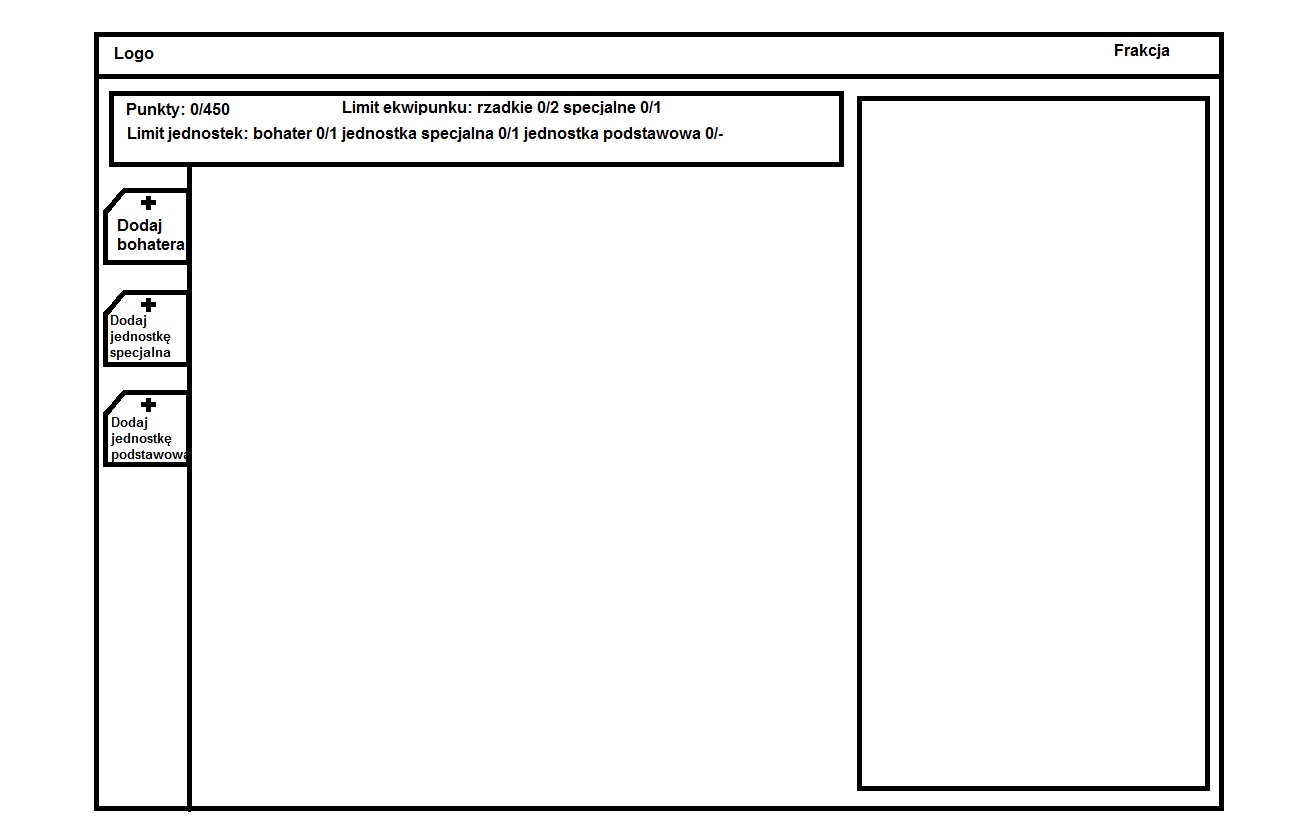 Logo
Frakcja
Punkty: 0/450
Limit ekwipunku: rzadkie 0/2 specjalne 0/1
Limit jednostek: bohater 0/1 jednostka specjalna 0/1 jednostka podstawowa 0/-
Dodaj
bohatera
Dodaj
jednostkę
specjalna
Dodaj
jednostkę
podstawowa